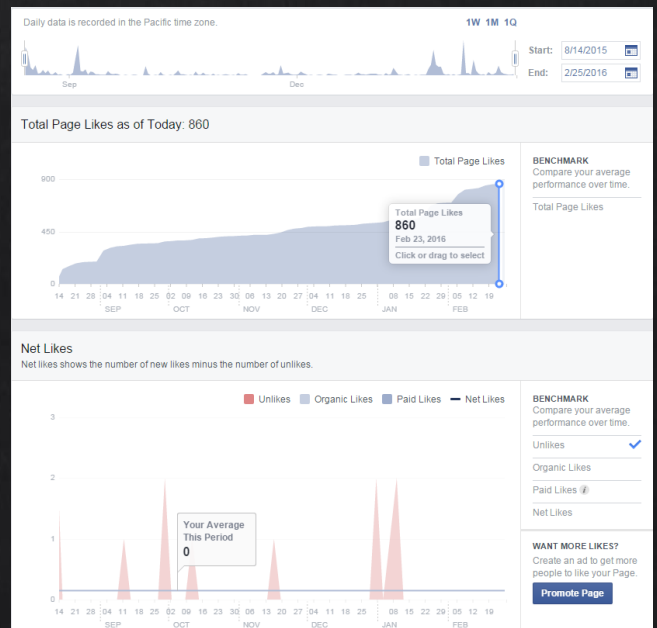 Daily data is recorded in the Pacific time zone.
1W 1M 1Q
Start: 8/14/2015
End: 2/25/2016
Sep Dec
Total Page Likes as of Today: 860
Total Page Likes
BENCHMARK
Compare your average
performance over time.
Total Page Likes
900
450
0
Total Page Likes
860
Feb 23, 2016
Click or drag to select
14 21 28 04 11 18 25 02 09 16 23 30 06 13 20 27 04 11 18 25 08 15 22 29 05 12 19
SEP OCT NOV DEC JAN FEB
Net Likes
Net likes shows the number of new likes minus the number of unlikes.
Unlikes Organic Likes Paid Likes Net Likes
BENCHMARK
Compare your average
performance over time.
Unlikes
Organic Likes
Paid Likes i
Net Likes
3
2
1
0
Your Average
This Period
0
WANT MORE LIKES?
Create an ad to get more
people to like your Page.
Promote Page
14 21 28 04 11 18 25 02 09 16 23 30 06 13 20 27 04 11 18 25 08 15 22 29 05 12 19
SEP OCT NOV DEC JAN FEB